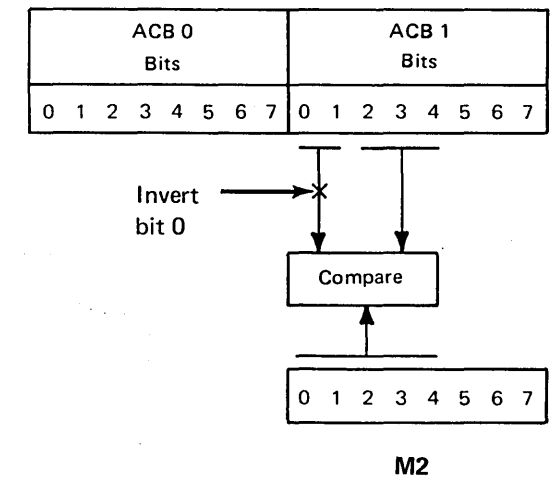 ACB 0 ACB 1
Bits Bits
0 1 2 3 4 5 6 7 0 1 2 3 4 5 6 7
Invert
bit 0
Compare
0 1 2 3 4 5 6 7
M2